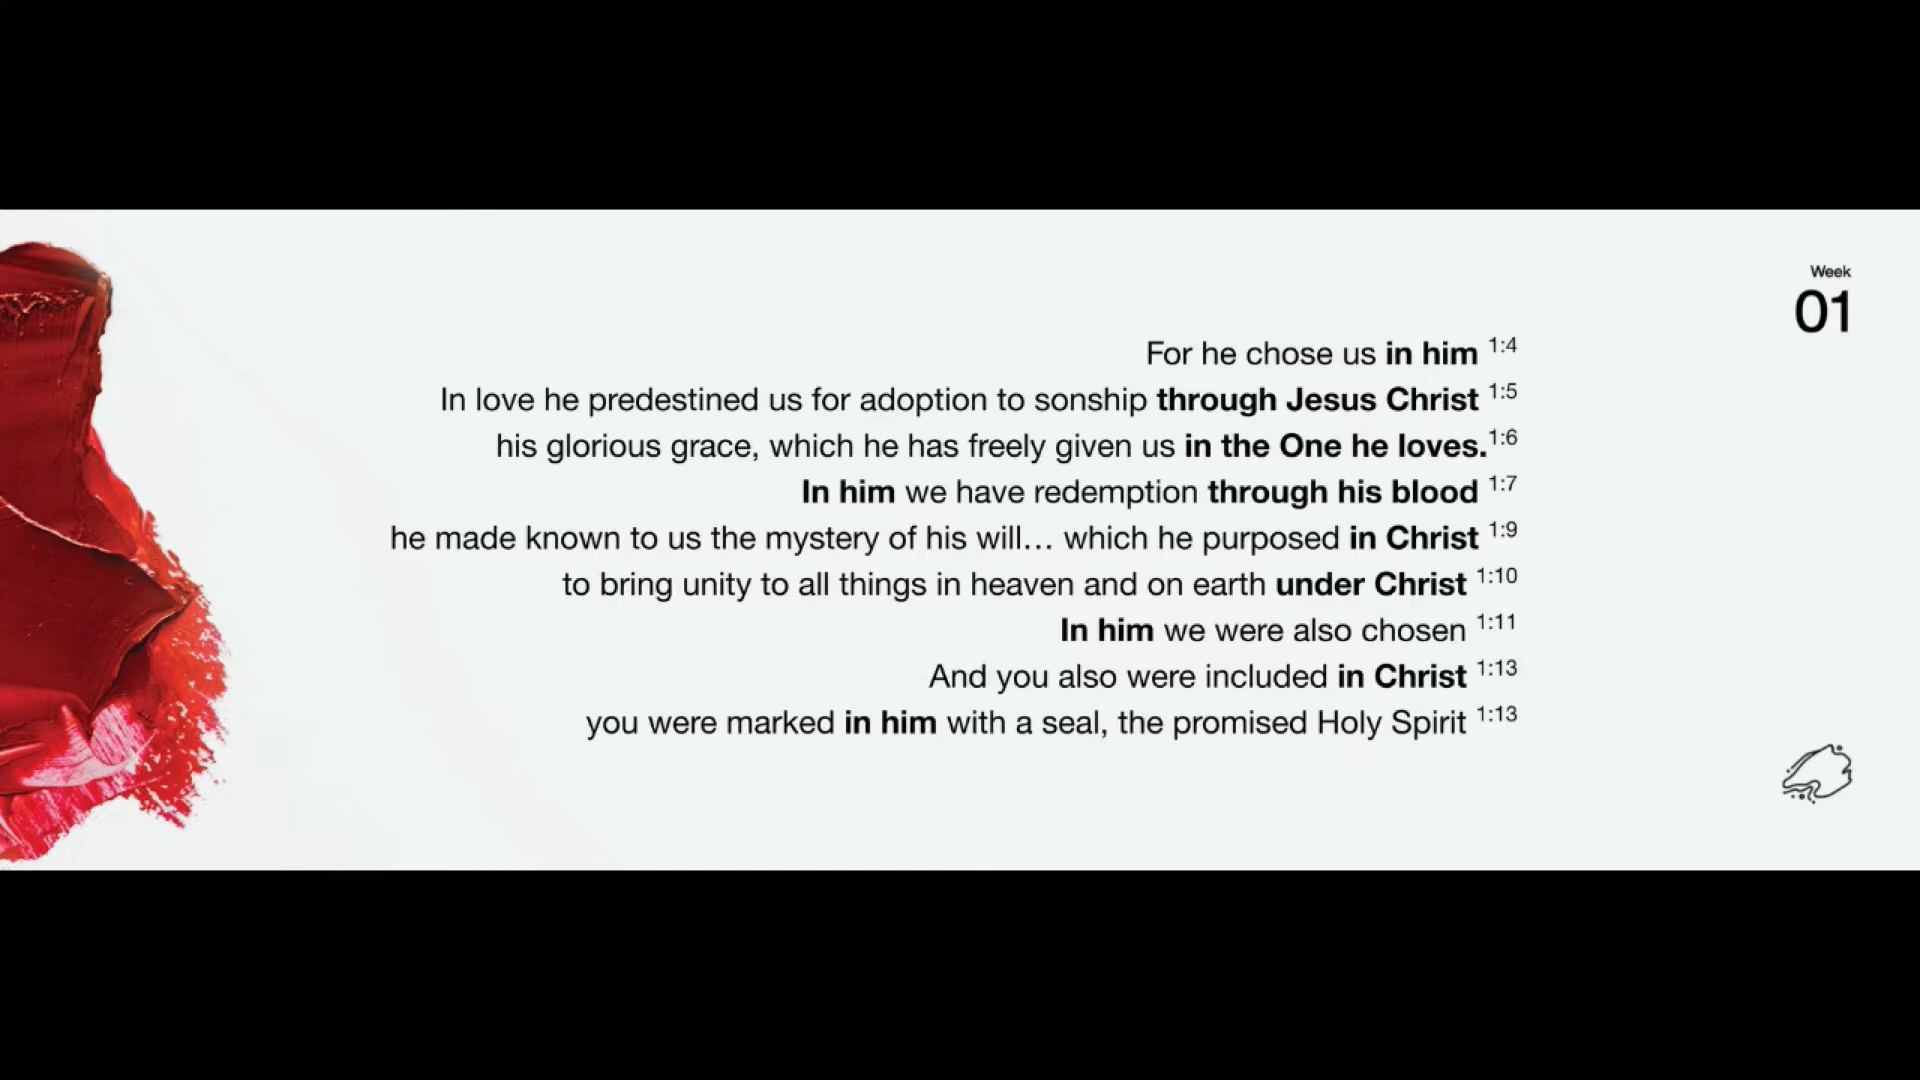 Week
01
For he chose us in him 1:4
In love he predestined us for adoption to sonship through Jesus Christ 1:5
his glorious grace, which he has freely given us in the One he loves. 1:6
In him we have redemption through his blood 1:7
he made known to us the mystery of his will… which he purposed in Christ 1:9
to bring unity to all things in heaven and on earth under Christ 1:10
In him we were also chosen 1:11
And you also were included in Christ 1:13
you were marked in him with a seal, the promised Holy Spirit 1:13